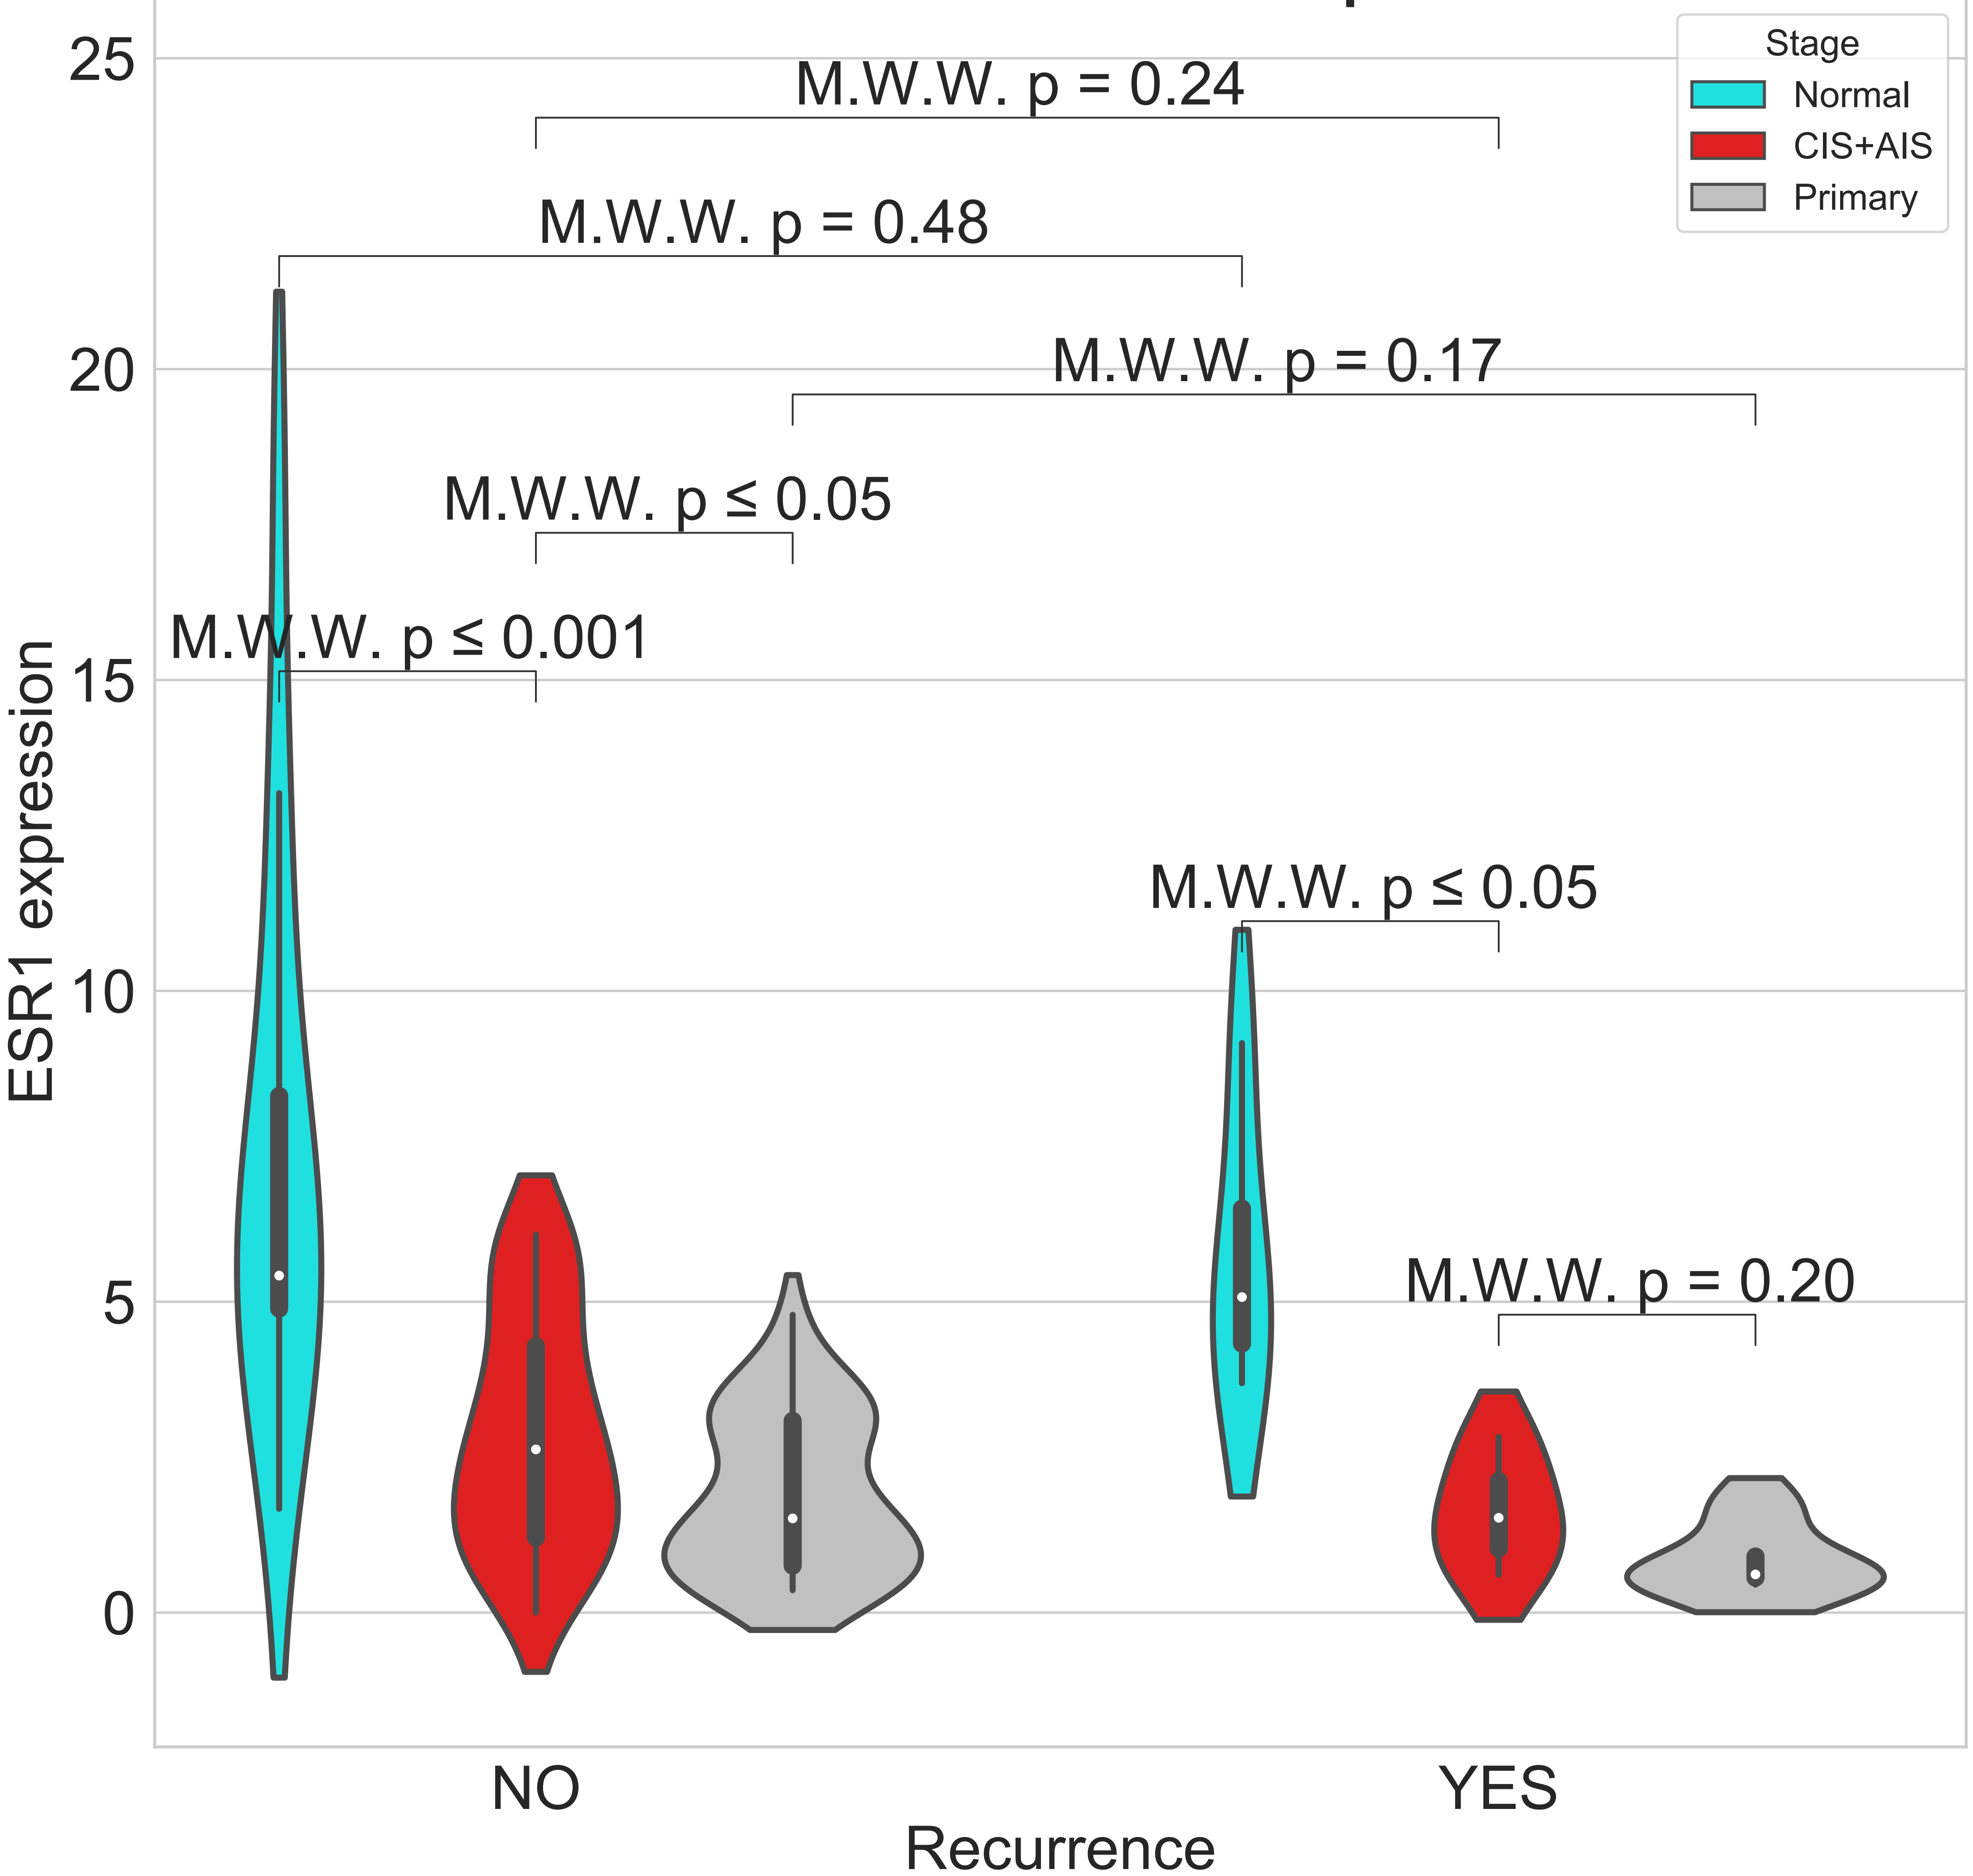 Stage
Normal
CIS+AIS
Primary
25
20
15
10
5
0
ESR1 expression
M.W.W. p = 0.24
M.W.W. p = 0.48
M.W.W. p = 0.17
M.W.W. p ≤ 0.05
M.W.W. p ≤ 0.001
M.W.W. p ≤ 0.05
M.W.W. p = 0.20
NO
YES
Recurrence